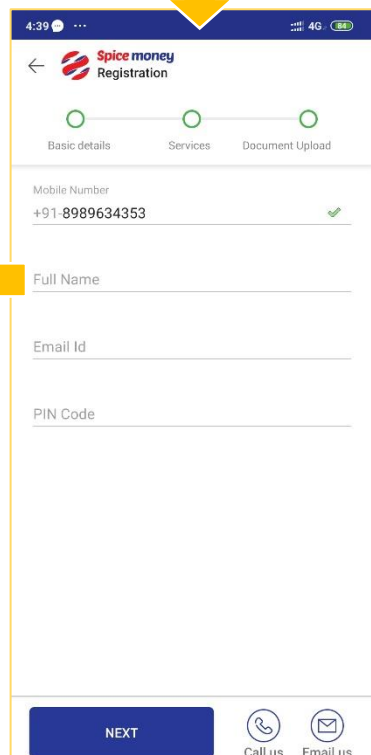 4:39 ... 4G 84
Spice money
Registration
Basic details Services Document Upload
Mobile Number
+91-8989634353
Full Name
Email Id
PIN Code
NEXT
Call us Email us